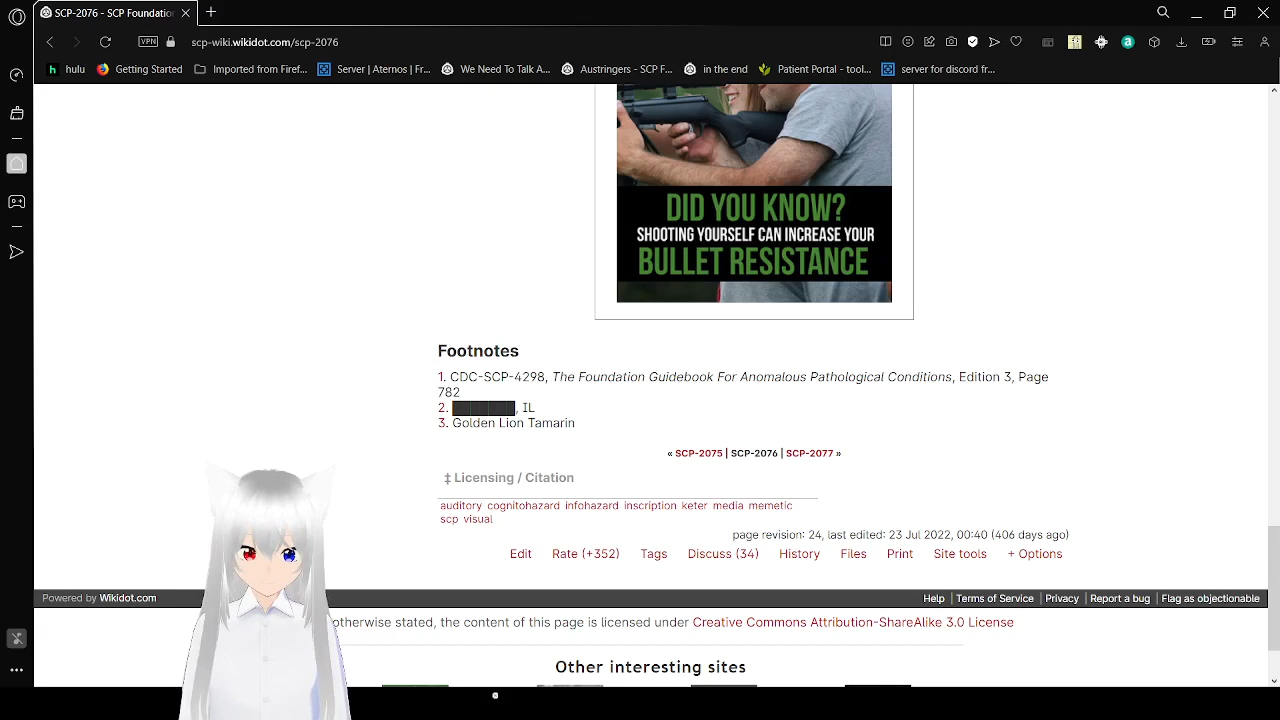 SCP-2076 - SCP Foundatio
scp-wiki.wikidot.com/scp-2076
VPN
hulu
Getting Started
Imported from Firef...
Server | Aternos | Fr...
We Need To Talk A...
Austringers - SCP F...
in the end
Patient Portal - tool...
server for discord fr...
DID YOU KNOW?
SHOOTING YOURSELF CAN INCREASE YOUR
BULLET RESISTANCE
Footnotes
1. CDC-SCP-4298, The Foundation Guidebook For Anomalous Pathological Conditions, Edition 3, Page
782
2. ███████, IL
3. Golden Lion Tamarin
« SCP-2075 | SCP-2076 | SCP-2077 »
‡ Licensing / Citation
auditory cognitohazard infohazard inscription keter media memetic
scp visual
page revision: 24, last edited: 23 Jul 2022, 00:40 (406 days ago)
Edit Rate (+352) Tags Discuss (34) History Files Print Site tools + Options
Powered by Wikidot.com
Help | Terms of Service | Privacy | Report a bug | Flag as objectionable
otherwise stated, the content of this page is licensed under Creative Commons Attribution-ShareAlike 3.0 License
Other interesting sites